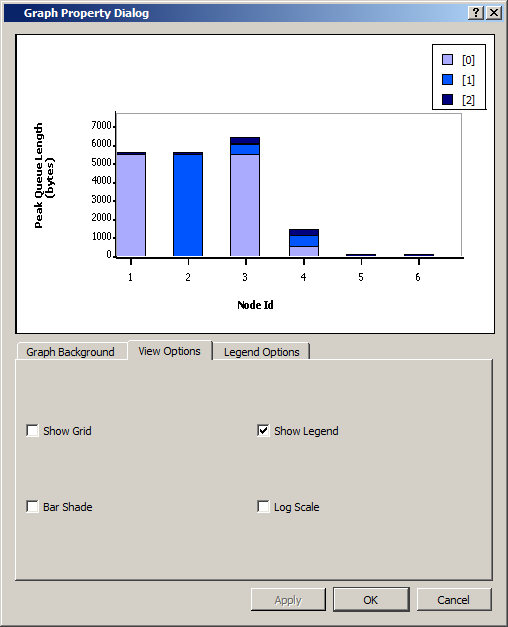 Graph Property Dialog
[0]
[1]
[2]
Peak Queue Length
(bytes)
7000
6000
5000
4000
3000
2000
1000
0
1 2 3 4 5 6
Node Id
Graph Background View Options Legend Options
Show Grid Show Legend
Bar Shade Log Scale
Apply OK Cancel